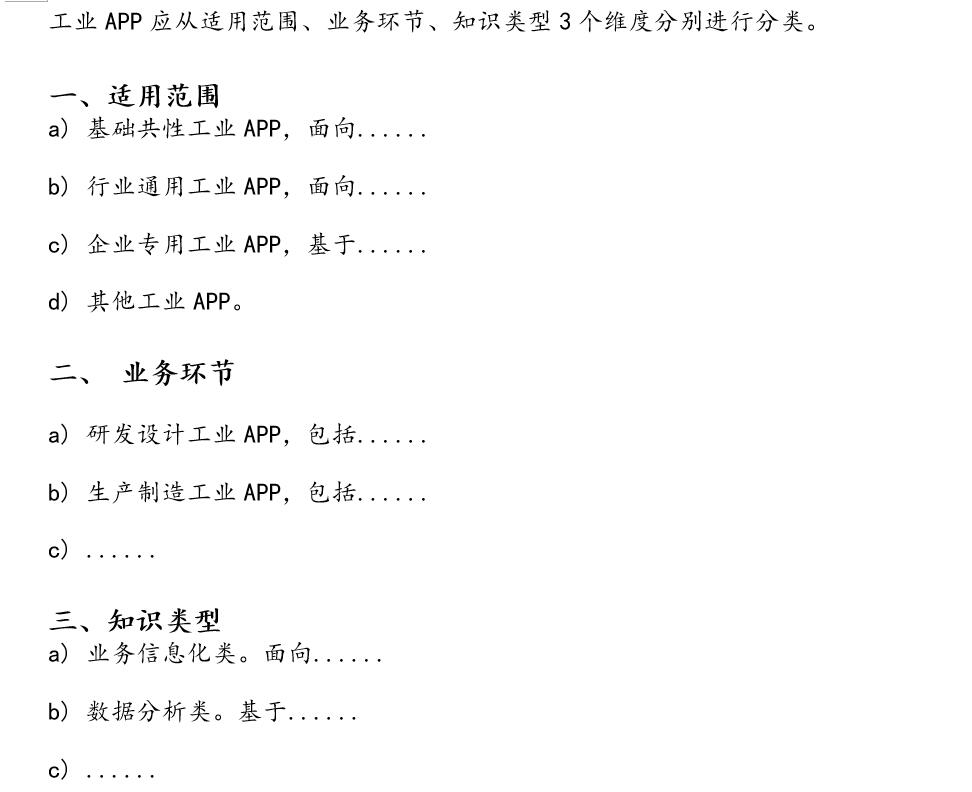 工业 APP 应从适用范围、业务环节、知识类型 3 个维度分别进行分类。
一、适用范围
a) 基础共性工业 APP，面向......
b) 行业通用工业 APP，面向......
c) 企业专用工业 APP，基于......
d) 其他工业 APP。
二、 业务环节
a) 研发设计工业 APP，包括......
b) 生产制造工业 APP，包括......
c) ......
三、知识类型
a) 业务信息化类。面向......
b) 数据分析类。基于......
c) ......